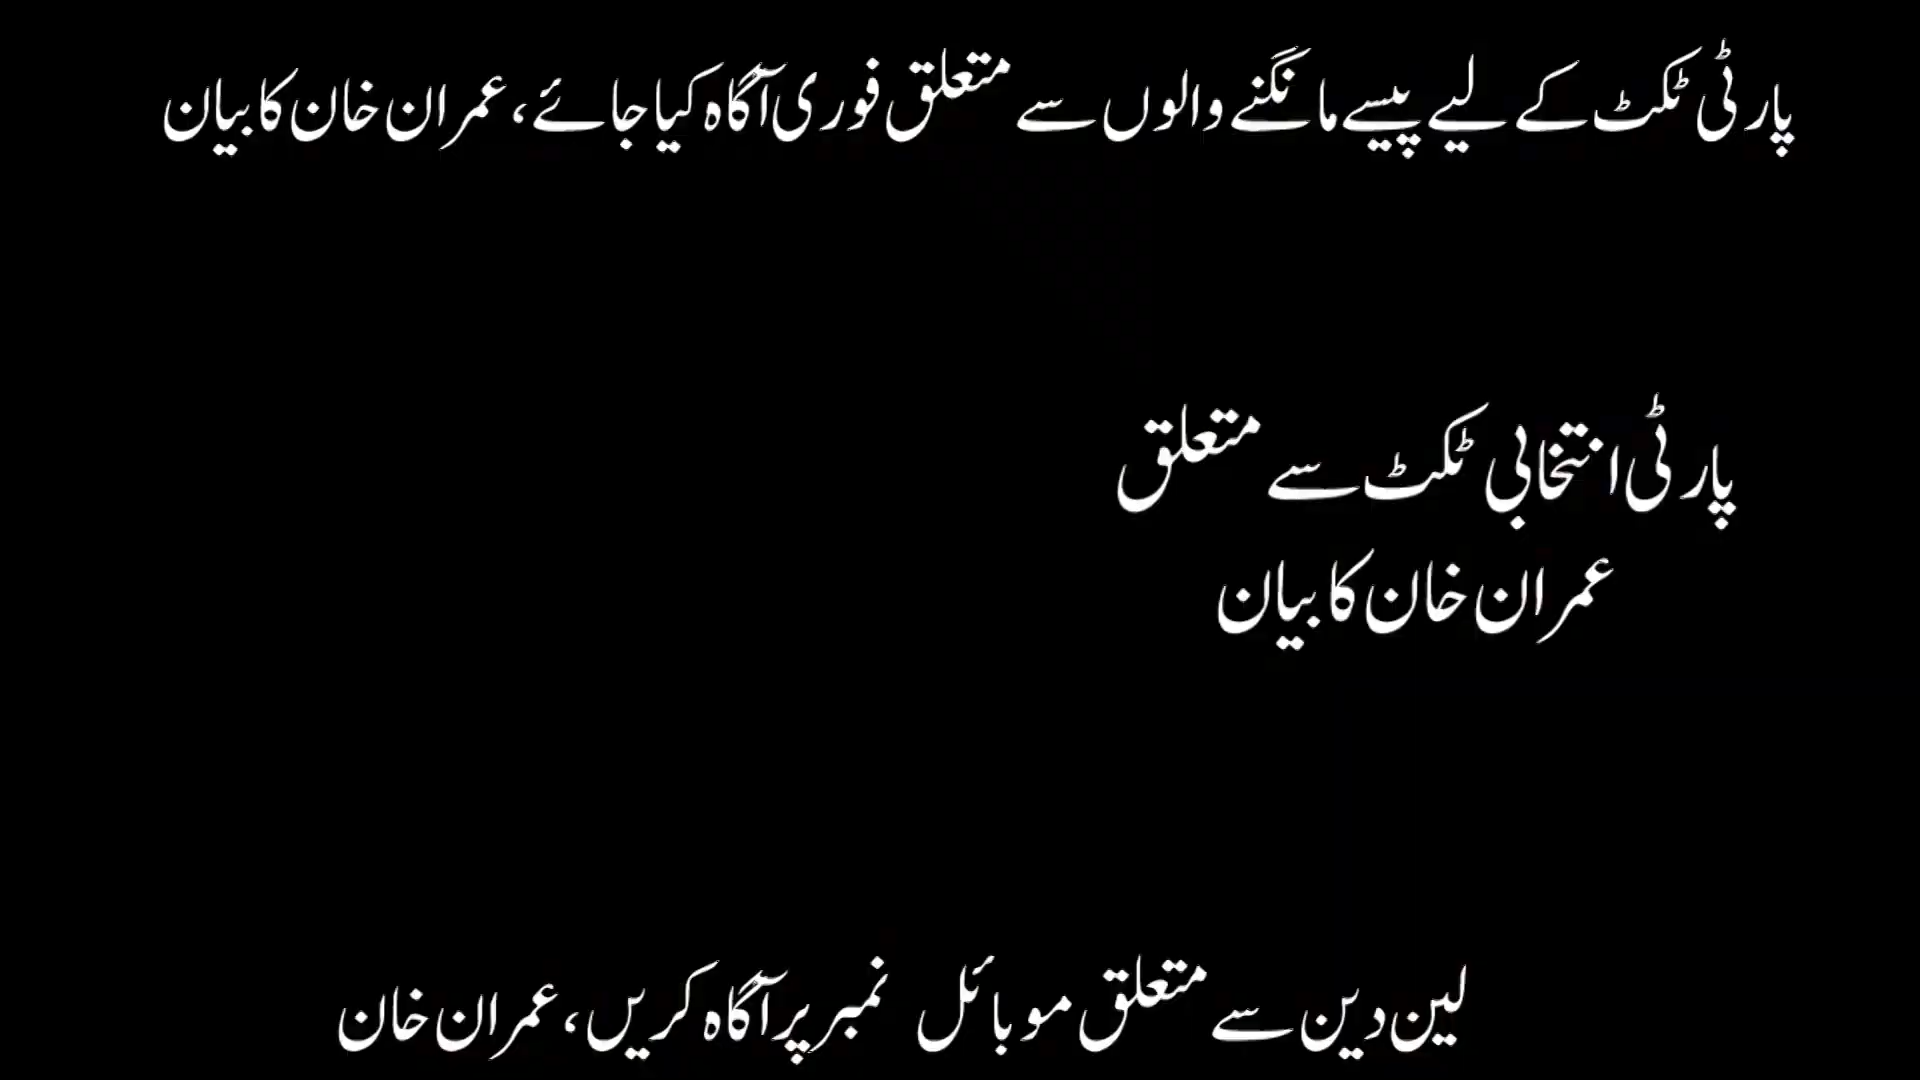 پارٹی ٹکٹ کے لیے پیسے مانگنے والوں سے متعلق فوری آگاہ کیا جائے، عمران خان کا بیان
پارٹی انتخابی ٹکٹ سے متعلق
عمران خان کا بیان
لین دین سے متعلق موبائل نمبر پر آگاہ کریں، عمران خان